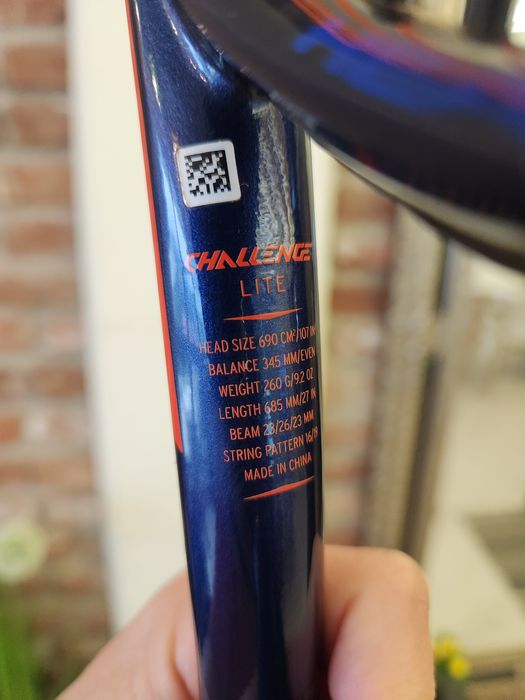 CHALLENGE
LITE
HEAD SIZE 690 CM²/107 IN
BALANCE 345 MM/EVEN
WEIGHT 260 G/9.2 OZ
LENGTH 685 MM/27 IN
BEAM 23/26/23 MM
STRING PATTERN 16/19
MADE IN CHINA